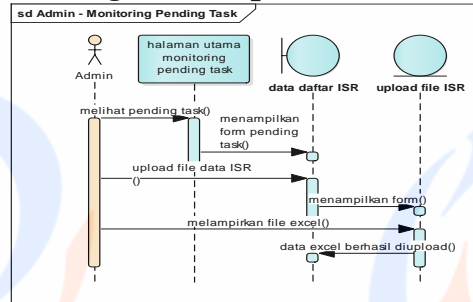 sd Admin - Monitoring Pending Task
halaman utama
monitoring
pending task
Admin
data daftar ISR
upload file ISR
melihat pending task()
menampilkan
form pending
task()
upload file data ISR
()
menampilkan form()
melampirkan file excel()
data excel berhasil diupload()